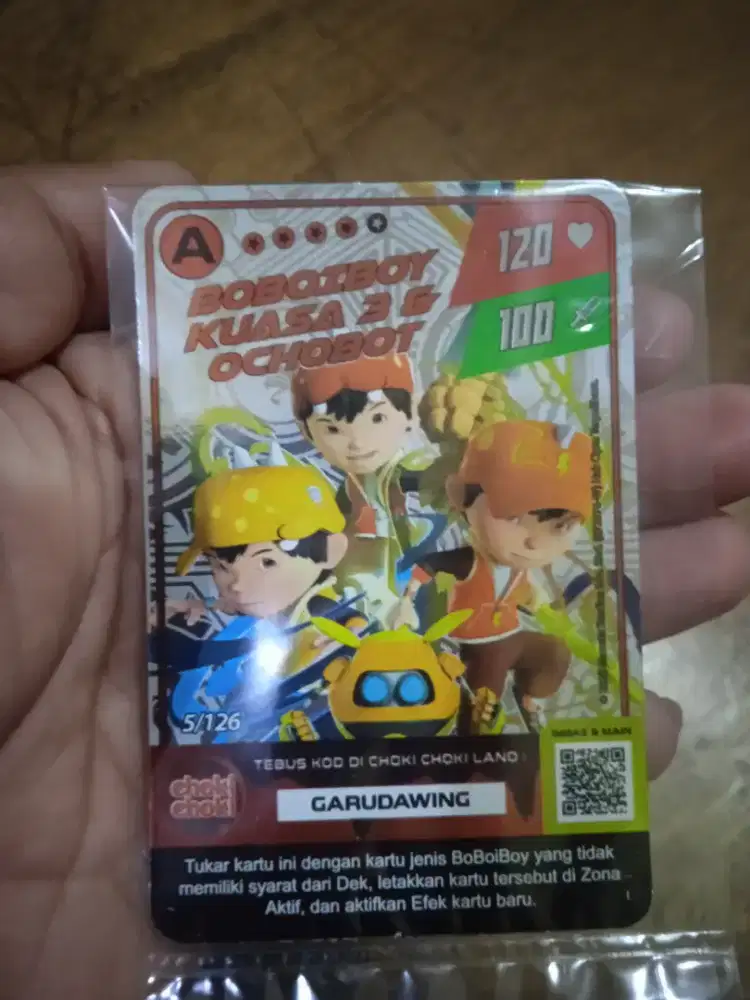 A
120
BOBOIBOY
KUASA 3 &
OCHOBOT
100
5/126
TEBUS KOD DI CHOKI CHOKI LAND :
IMBAS & MAIN
choki
choki
GARUDAWING
Tukar kartu ini dengan kartu jenis BoBoiBoy yang tidak
memiliki syarat dari Dek, letakkan kartu tersebut di Zona
Aktif, dan aktifkan Efek kartu baru.